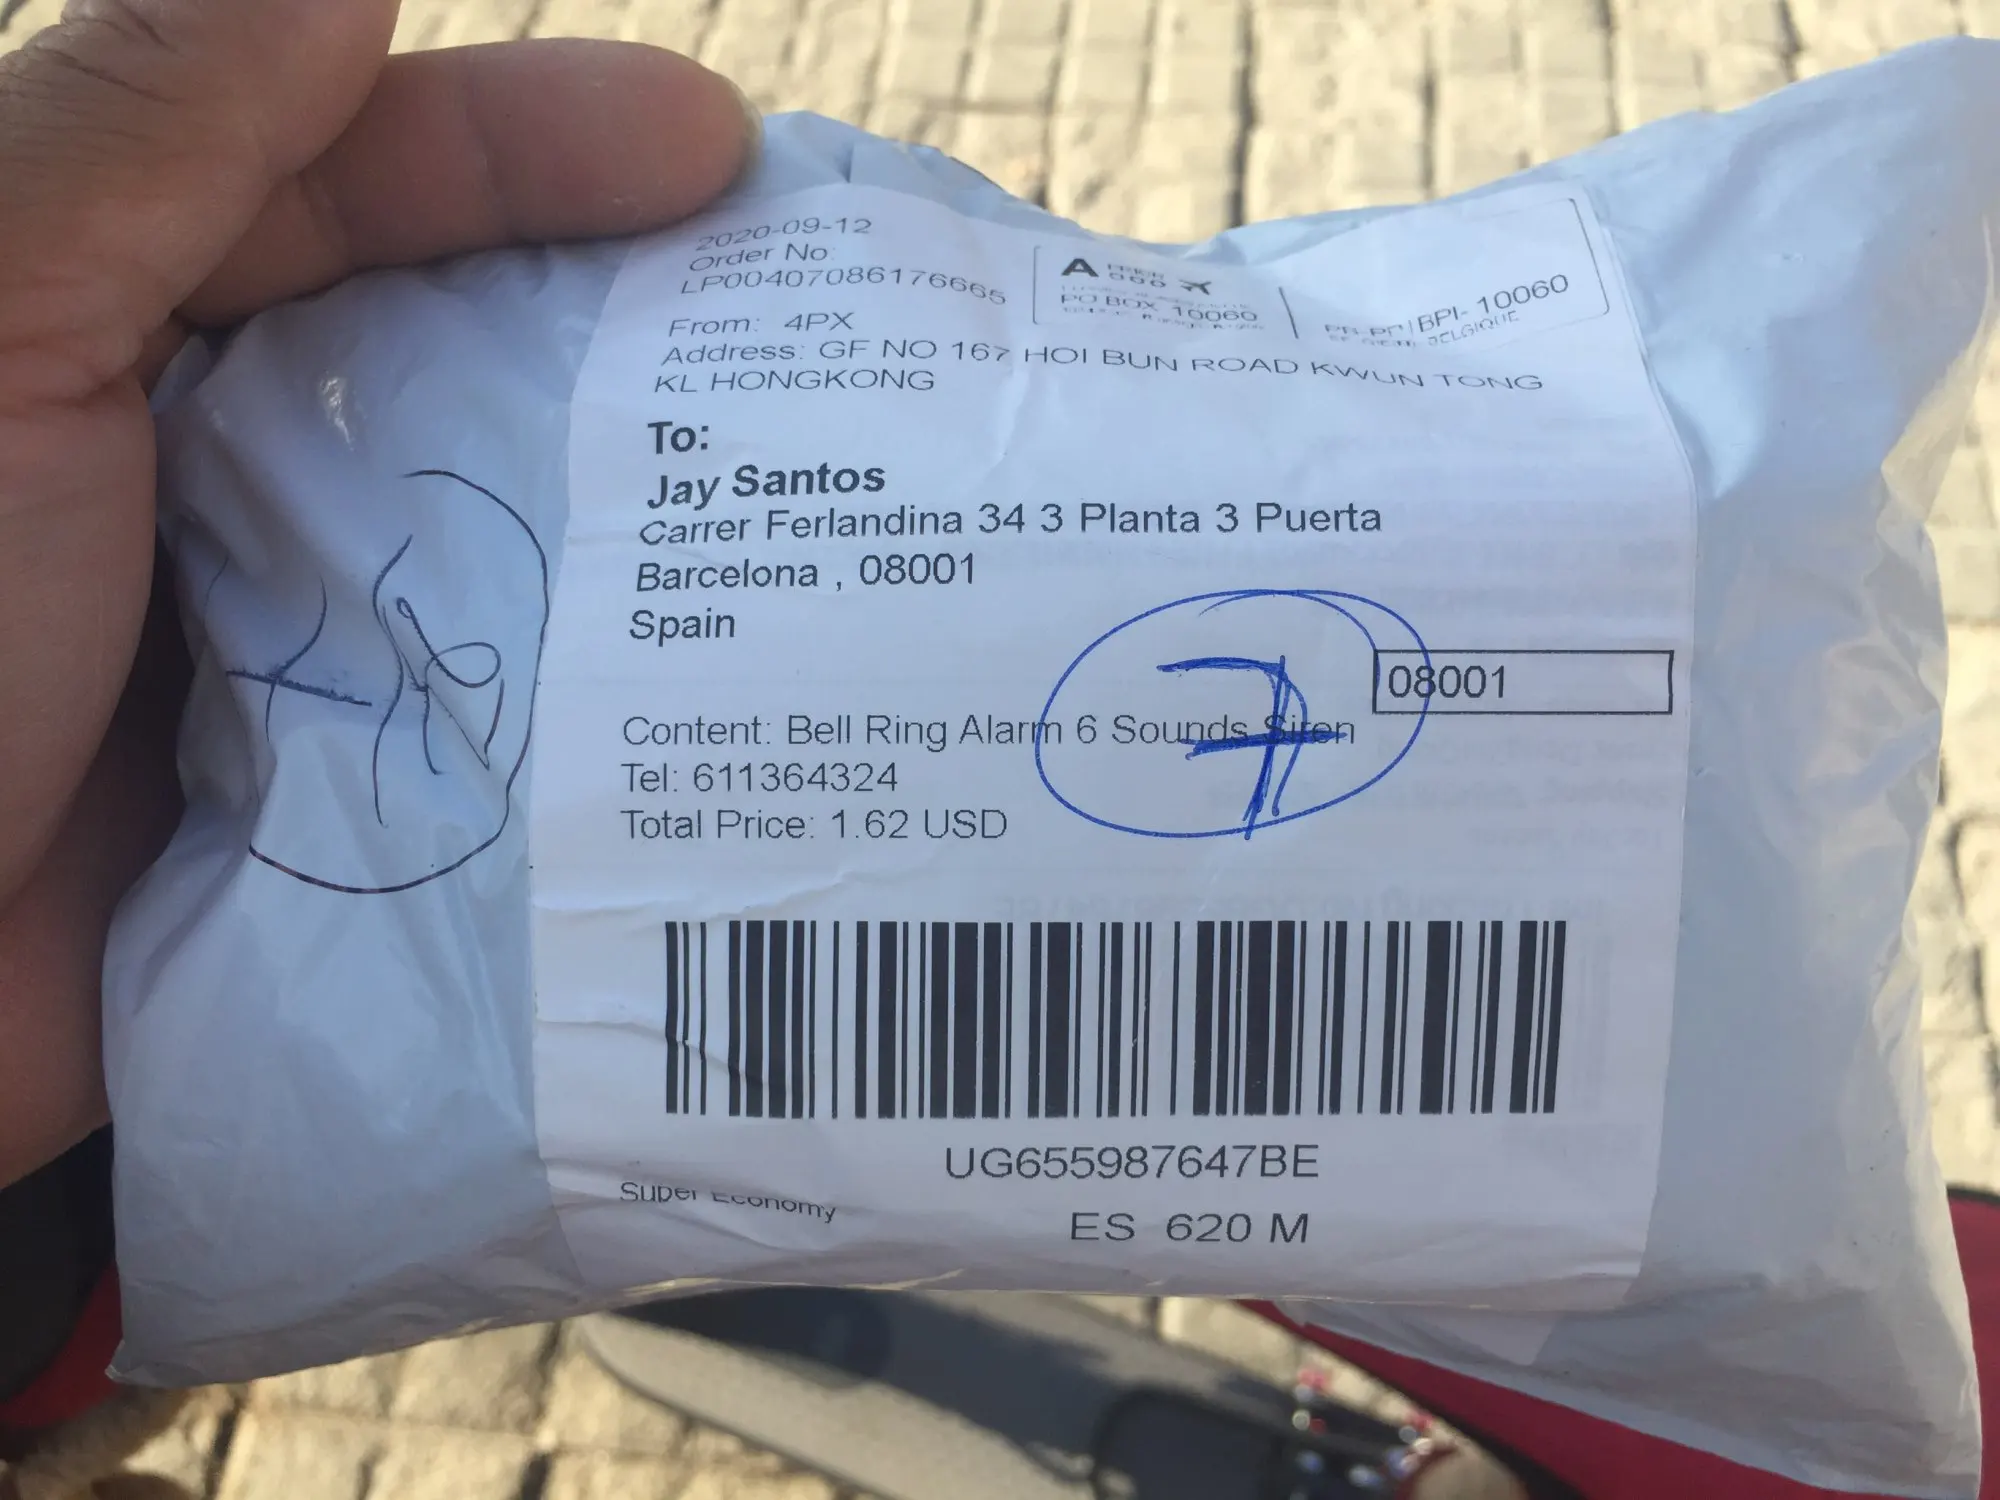 2020-09-12
Order No:
LP00407086176665
A PRIOR
PO BOX 10060
BPI- 10060
BELGIQUE
From: 4PX
Address: GF NO 167 HOI BUN ROAD KWUN TONG
KL HONGKONG
To:
Jay Santos
Carrer Ferlandina 34 3 Planta 3 Puerta
Barcelona , 08001
Spain
7
08001
Content: Bell Ring Alarm 6 Sounds Siren
Tel: 611364324
Total Price: 1.62 USD
UG655987647BE
Super Economy
ES 620 M